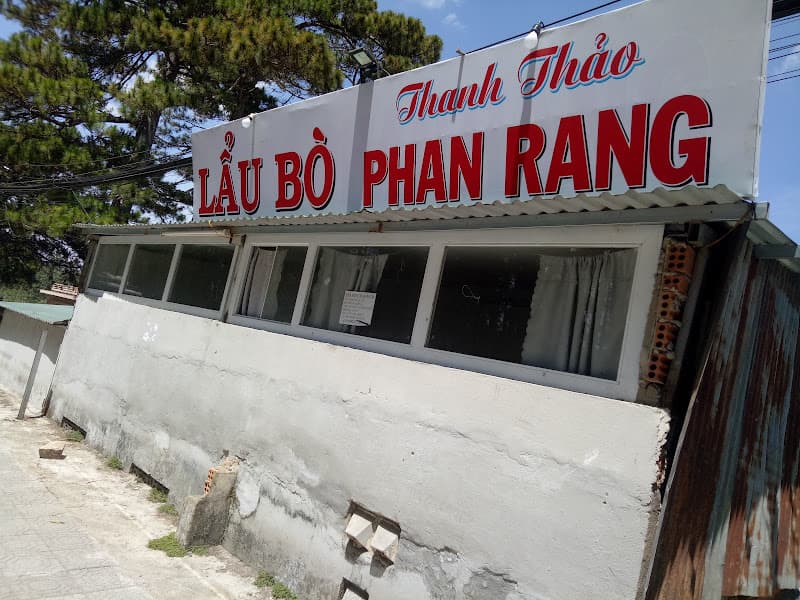 Thanh Thảo
LẨU BÒ PHAN RANG